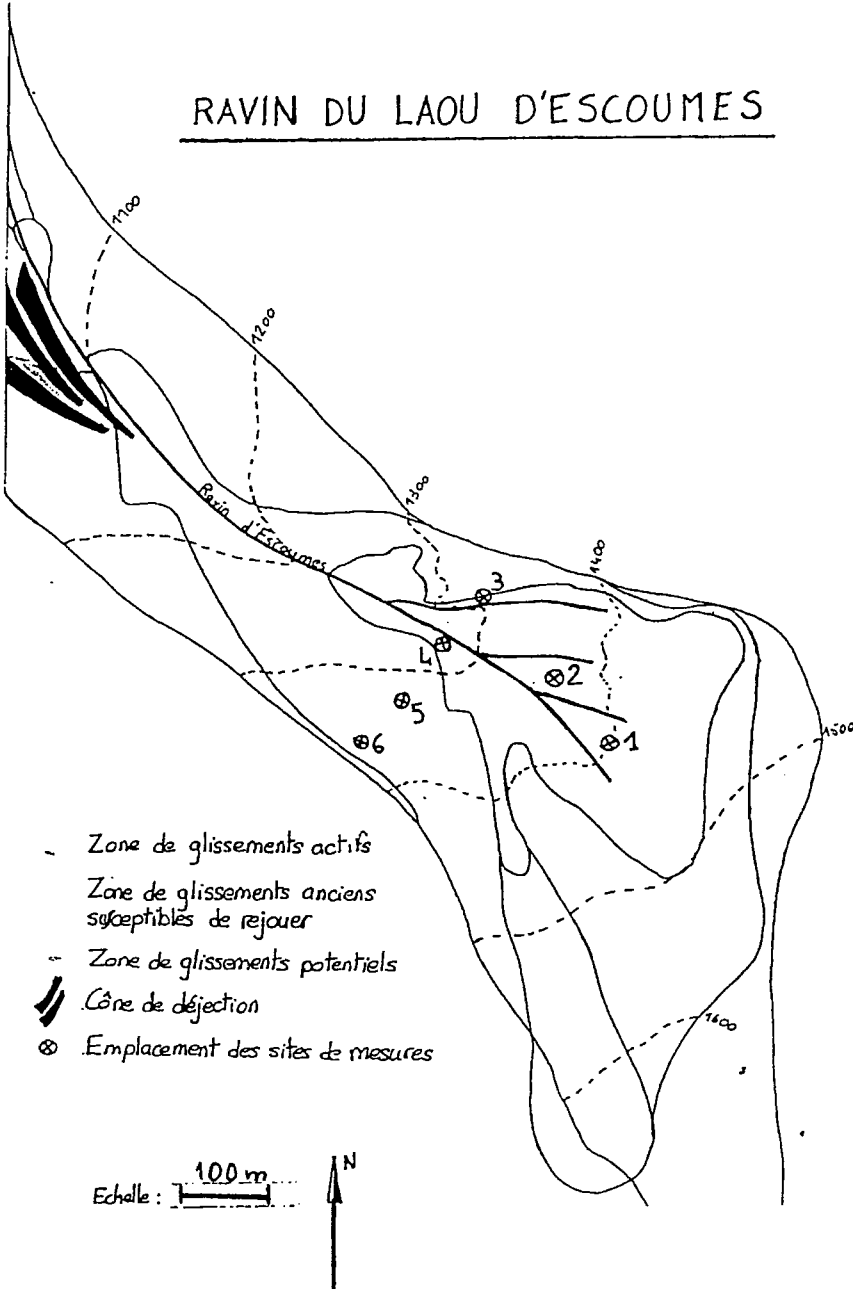 RAVIN DU LAOU D'ESCOUMES
1100
1200
1300
1400
1500
1600
Ravin d'Escoumes
3
4
2
5
1
6
Zone de glissements actifs
Zone de glissements anciens
susceptibles de rejouer
Zone de glissements potentiels
Cône de déjection
Emplacement des sites de mesures
Echelle : 100 m
N